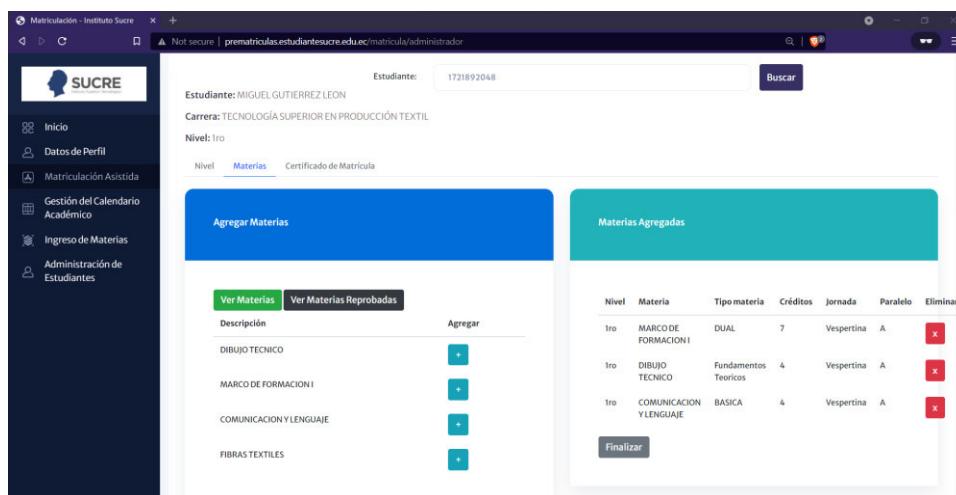 Matriculación - Instituto Sucre
Not secure | prematriculas.estudiantesucre.edu.ec/matricula/administrador
SUCRE
Inicio
Datos de Perfil
Matriculación Asistida
Gestión del Calendario
Académico
Ingreso de Materias
Administración de
Estudiantes
Estudiante: 1721892048 Buscar
Estudiante: MIGUEL GUTIERREZ LEON
Carrera: TECNOLOGÍA SUPERIOR EN PRODUCCIÓN TEXTIL
Nivel: 1ro
Nivel Materias Certificado de Matrícula
Agregar Materias
Ver Materias Ver Materias Reprobadas
Descripción Agregar
DIBUJO TECNICO +
MARCO DE FORMACION I +
COMUNICACION Y LENGUAJE +
FIBRAS TEXTILES +
Materias Agregadas
Nivel Materia Tipo materia Créditos Jornada Paralelo Elimina
1ro MARCO DE DUAL 7 Vespertina A x
FORMACION I
1ro DIBUJO Fundamentos 4 Vespertina A x
TECNICO Teoricos
1ro COMUNICACION BASICA 4 Vespertina A x
Y LENGUAJE
Finalizar